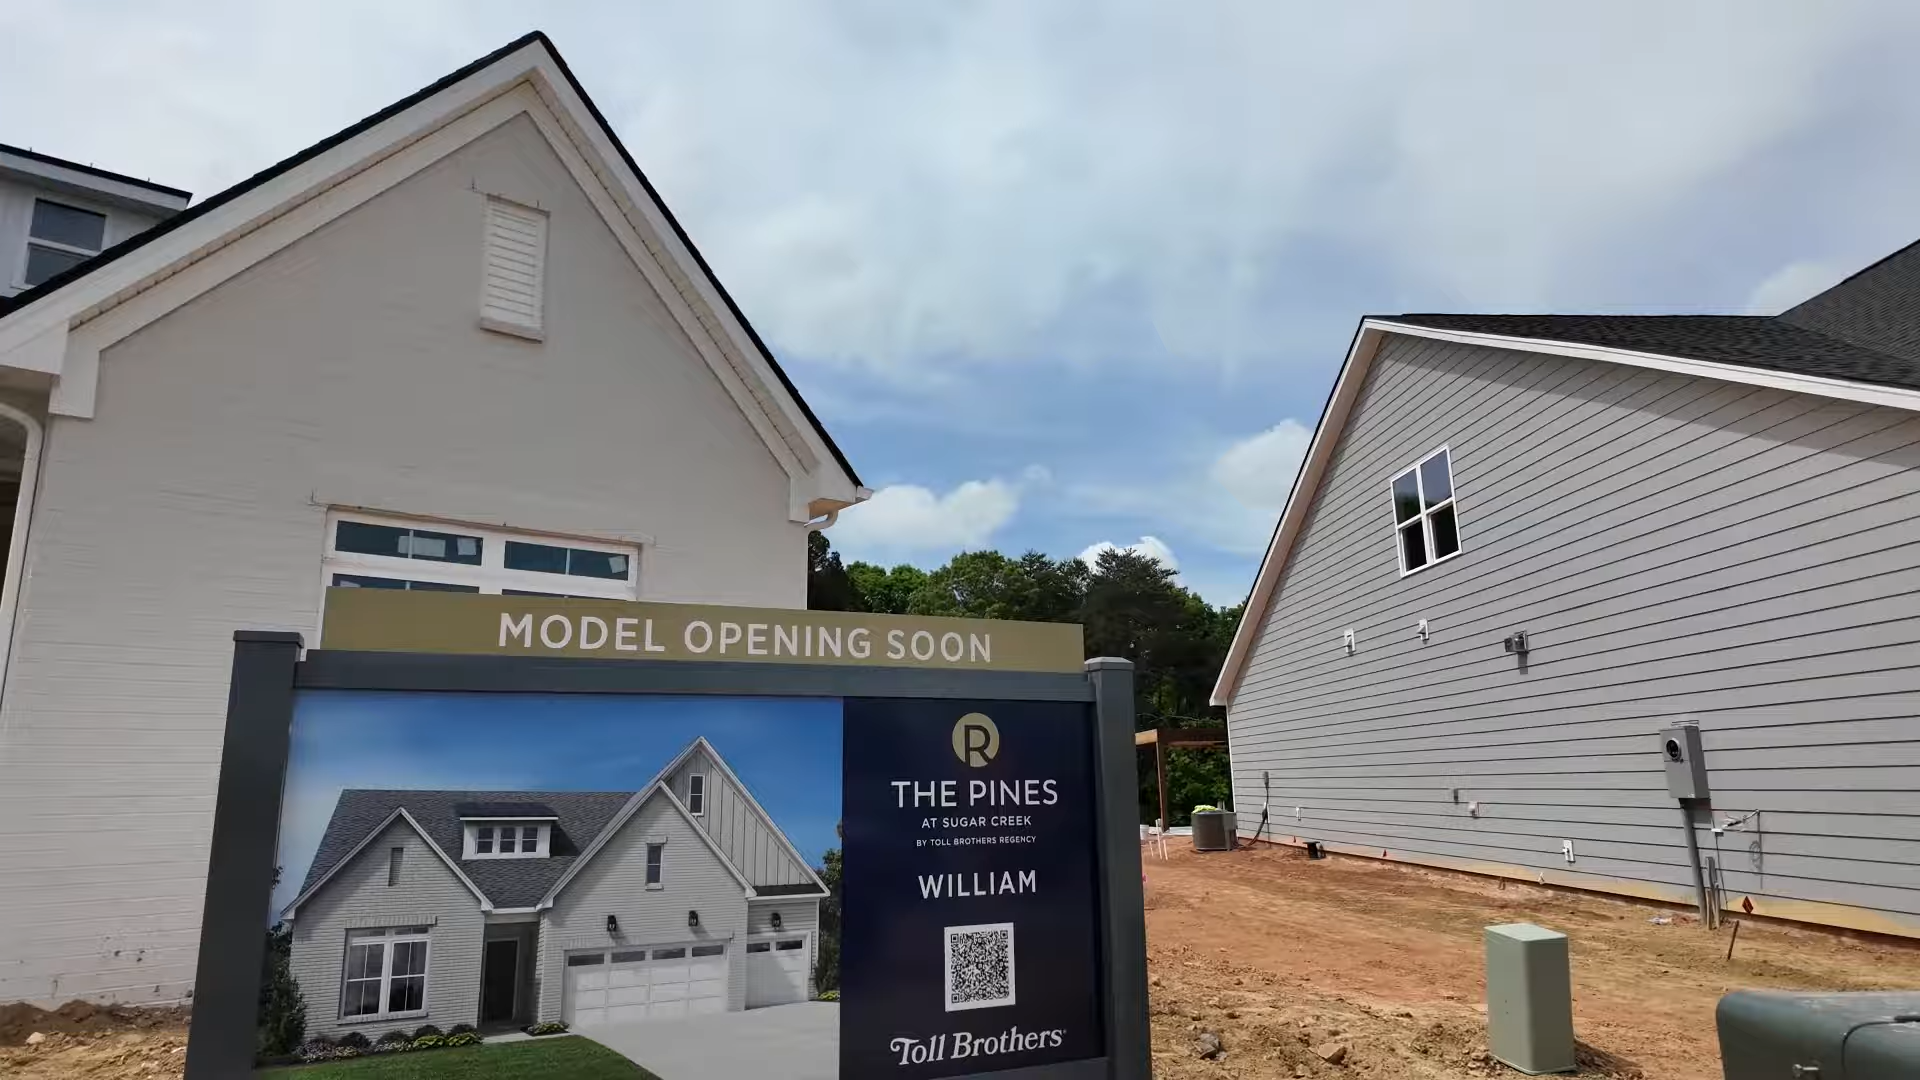 MODEL OPENING SOON
R
THE PINES
AT SUGAR CREEK
BY TOLL BROTHERS REGENCY
WILLIAM
Toll Brothers